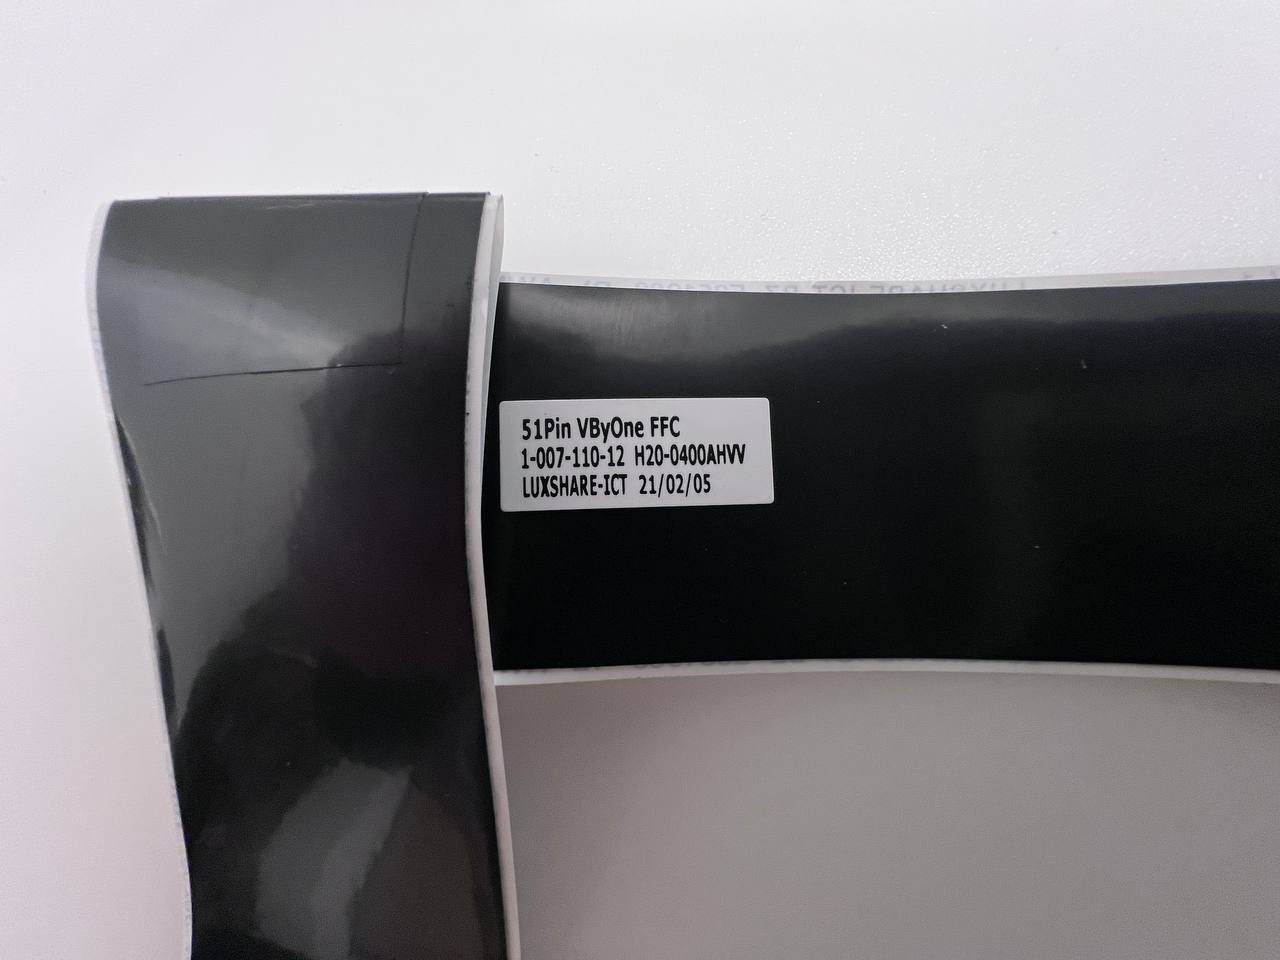 51Pin VByOne FFC
1-007-110-12 H20-0400AHVV
LUXSHARE-ICT 21/02/05